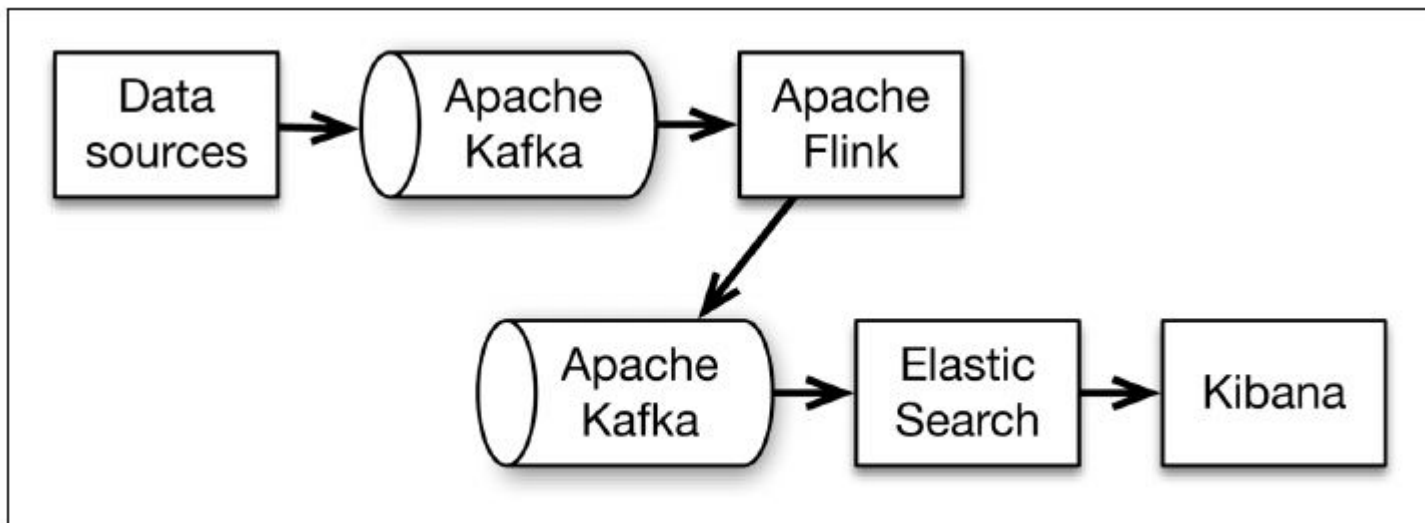 Data
sources
Apache
Kafka
Apache
Flink
Apache
Kafka
Elastic
Search
Kibana